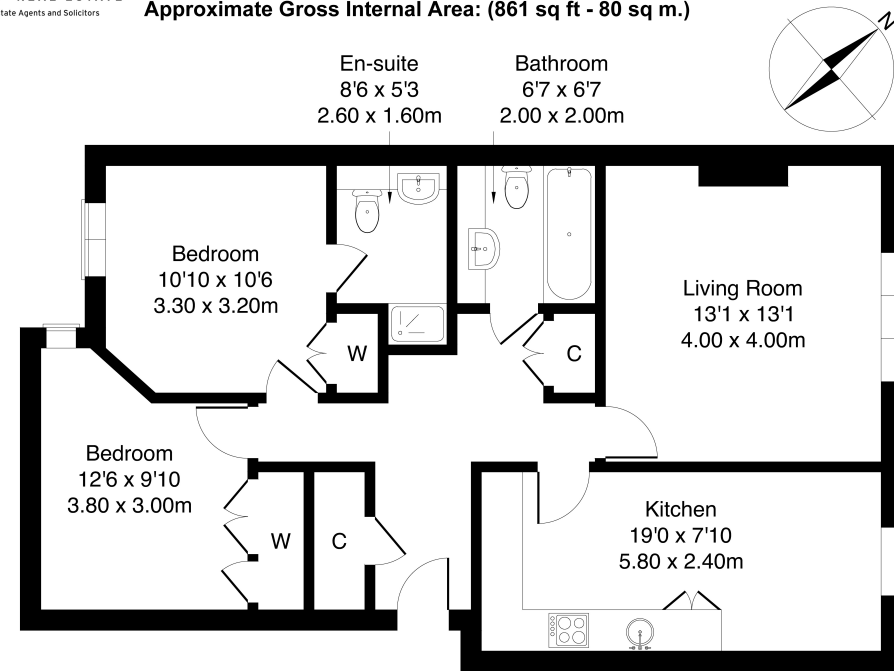 tate Agents and Solicitors
Approximate Gross Internal Area: (861 sq ft - 80 sq m.)
N
En-suite
8'6 x 5'3
2.60 x 1.60m
Bathroom
6'7 x 6'7
2.00 x 2.00m
Bedroom
10'10 x 10'6
3.30 x 3.20m
Living Room
13'1 x 13'1
4.00 x 4.00m
W
C
Bedroom
12'6 x 9'10
3.80 x 3.00m
W
C
Kitchen
19'0 x 7'10
5.80 x 2.40m